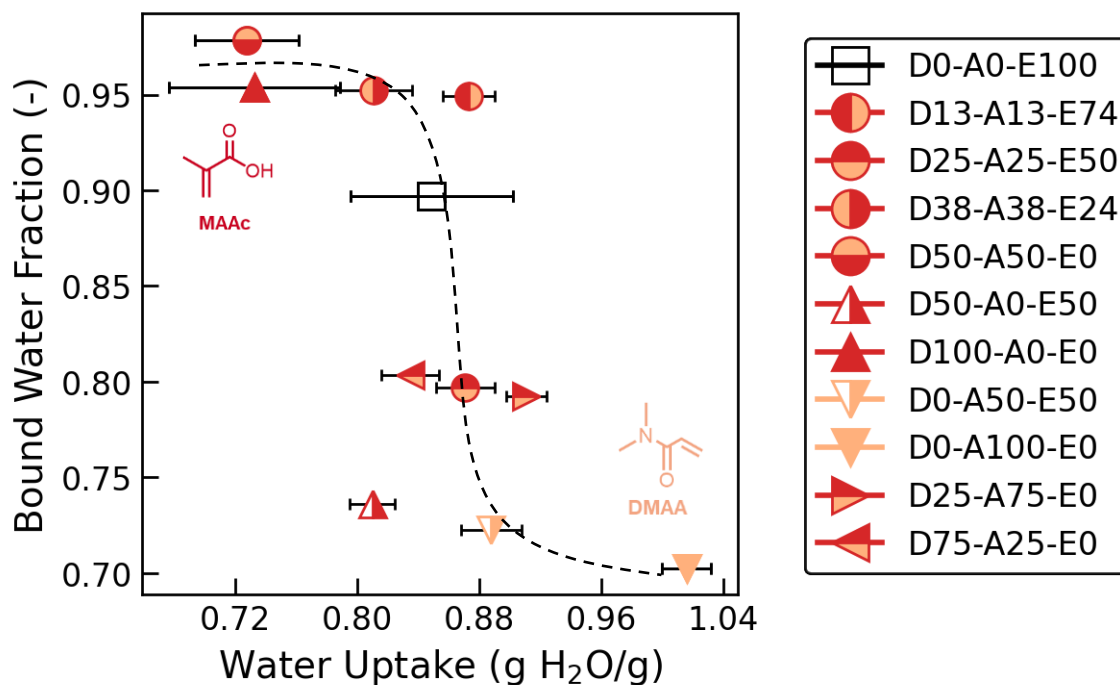 Bound Water Fraction (-)
0.95
0.90
0.85
0.80
0.75
0.70
O
OH
MAAc
N
O
DMAA
0.72 0.80 0.88 0.96 1.04
Water Uptake (g H₂O/g)
D0-A0-E100
D13-A13-E74
D25-A25-E50
D38-A38-E24
D50-A50-E0
D50-A0-E50
D100-A0-E0
D0-A50-E50
D0-A100-E0
D25-A75-E0
D75-A25-E0